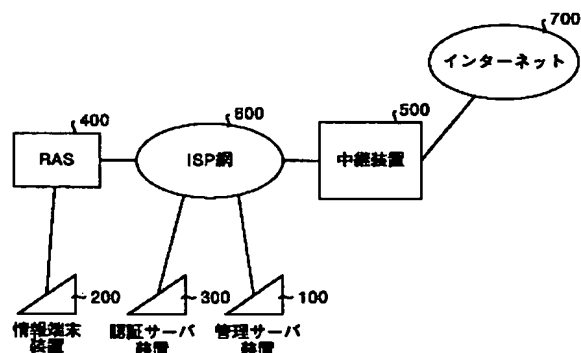 700
インターネット
400
RAS
600
ISP網
500
中継装置
200
情報端末
装置
300
認証サーバ
装置
100
管理サーバ
装置